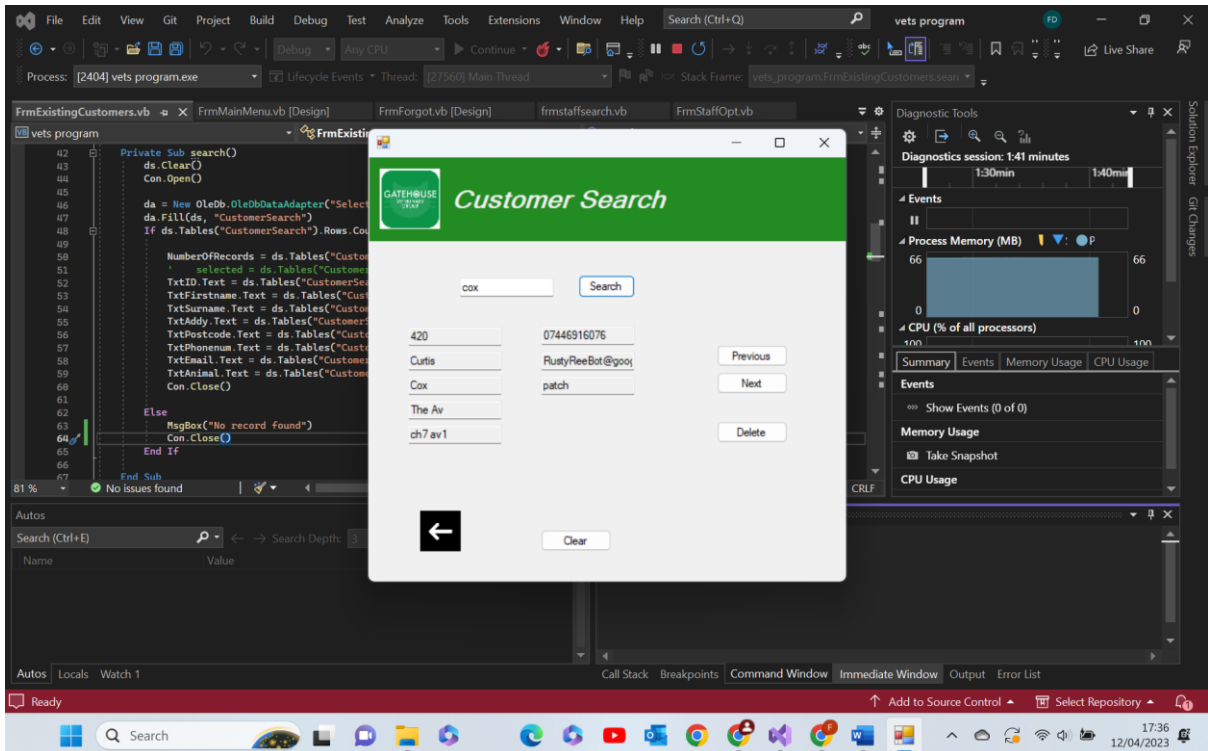 File Edit View Git Project Build Debug Test Analyze Tools Extensions Window Help Search (Ctrl+Q) vets program FD
Debug Any CPU Continue Live Share
Process: [2404] vets program.exe Lifecycle Events Thread: [27560] Main Thread Stack Frame: vets_program.FrmExistingCustomers.sear
FrmExistingCustomers.vb FrmMainMenu.vb [Design] FrmForgot.vb [Design] frmstaffsearch.vb FrmStaffOpt.vb
vets program FrmExistin
42 Private Sub search()
43 ds.Clear()
44 Con.Open()
45
46 da = New OleDb.OleDbDataAdapter("Select
47 da.Fill(ds, "CustomerSearch")
48 If ds.Tables("CustomerSearch").Rows.Cou
49
50 NumberOfRecords = ds.Tables("Custom
51 ' selected = ds.Tables("Custome
52 TxtID.Text = ds.Tables("CustomerSea
53 TxtFirstname.Text = ds.Tables("Cust
54 TxtSurname.Text = ds.Tables("Custom
55 TxtAddy.Text = ds.Tables("CustomerS
56 TxtPostcode.Text = ds.Tables("Custo
57 TxtPhonenum.Text = ds.Tables("Custo
58 TxtEmail.Text = ds.Tables("Customer
59 TxtAnimal.Text = ds.Tables("Custome
60 Con.Close()
61
62 Else
63 MsgBox("No record found")
64 Con.Close()
65 End If
66
67 End Sub
81 % No issues found CRLF
GATEHOUSE
Customer Search
cox Search
420 07446916076
Curtis RustyReeBot@goog
Cox patch
The Av
ch7 av1
Previous
Next
Delete
Clear
Diagnostic Tools
Diagnostics session: 1:41 minutes
1:30min 1:40min
Events
Process Memory (MB) P
66 66
0 0
CPU (% of all processors)
100 100
Summary Events Memory Usage CPU Usage
Events
Show Events (0 of 0)
Memory Usage
Take Snapshot
CPU Usage
Solution Explorer
Git Changes
Autos
Search (Ctrl+E) Search Depth: 3
Name Value
Autos Locals Watch 1
Call Stack Breakpoints Command Window Immediate Window Output Error List
Ready Add to Source Control Select Repository
Search
17:36
12/04/2023